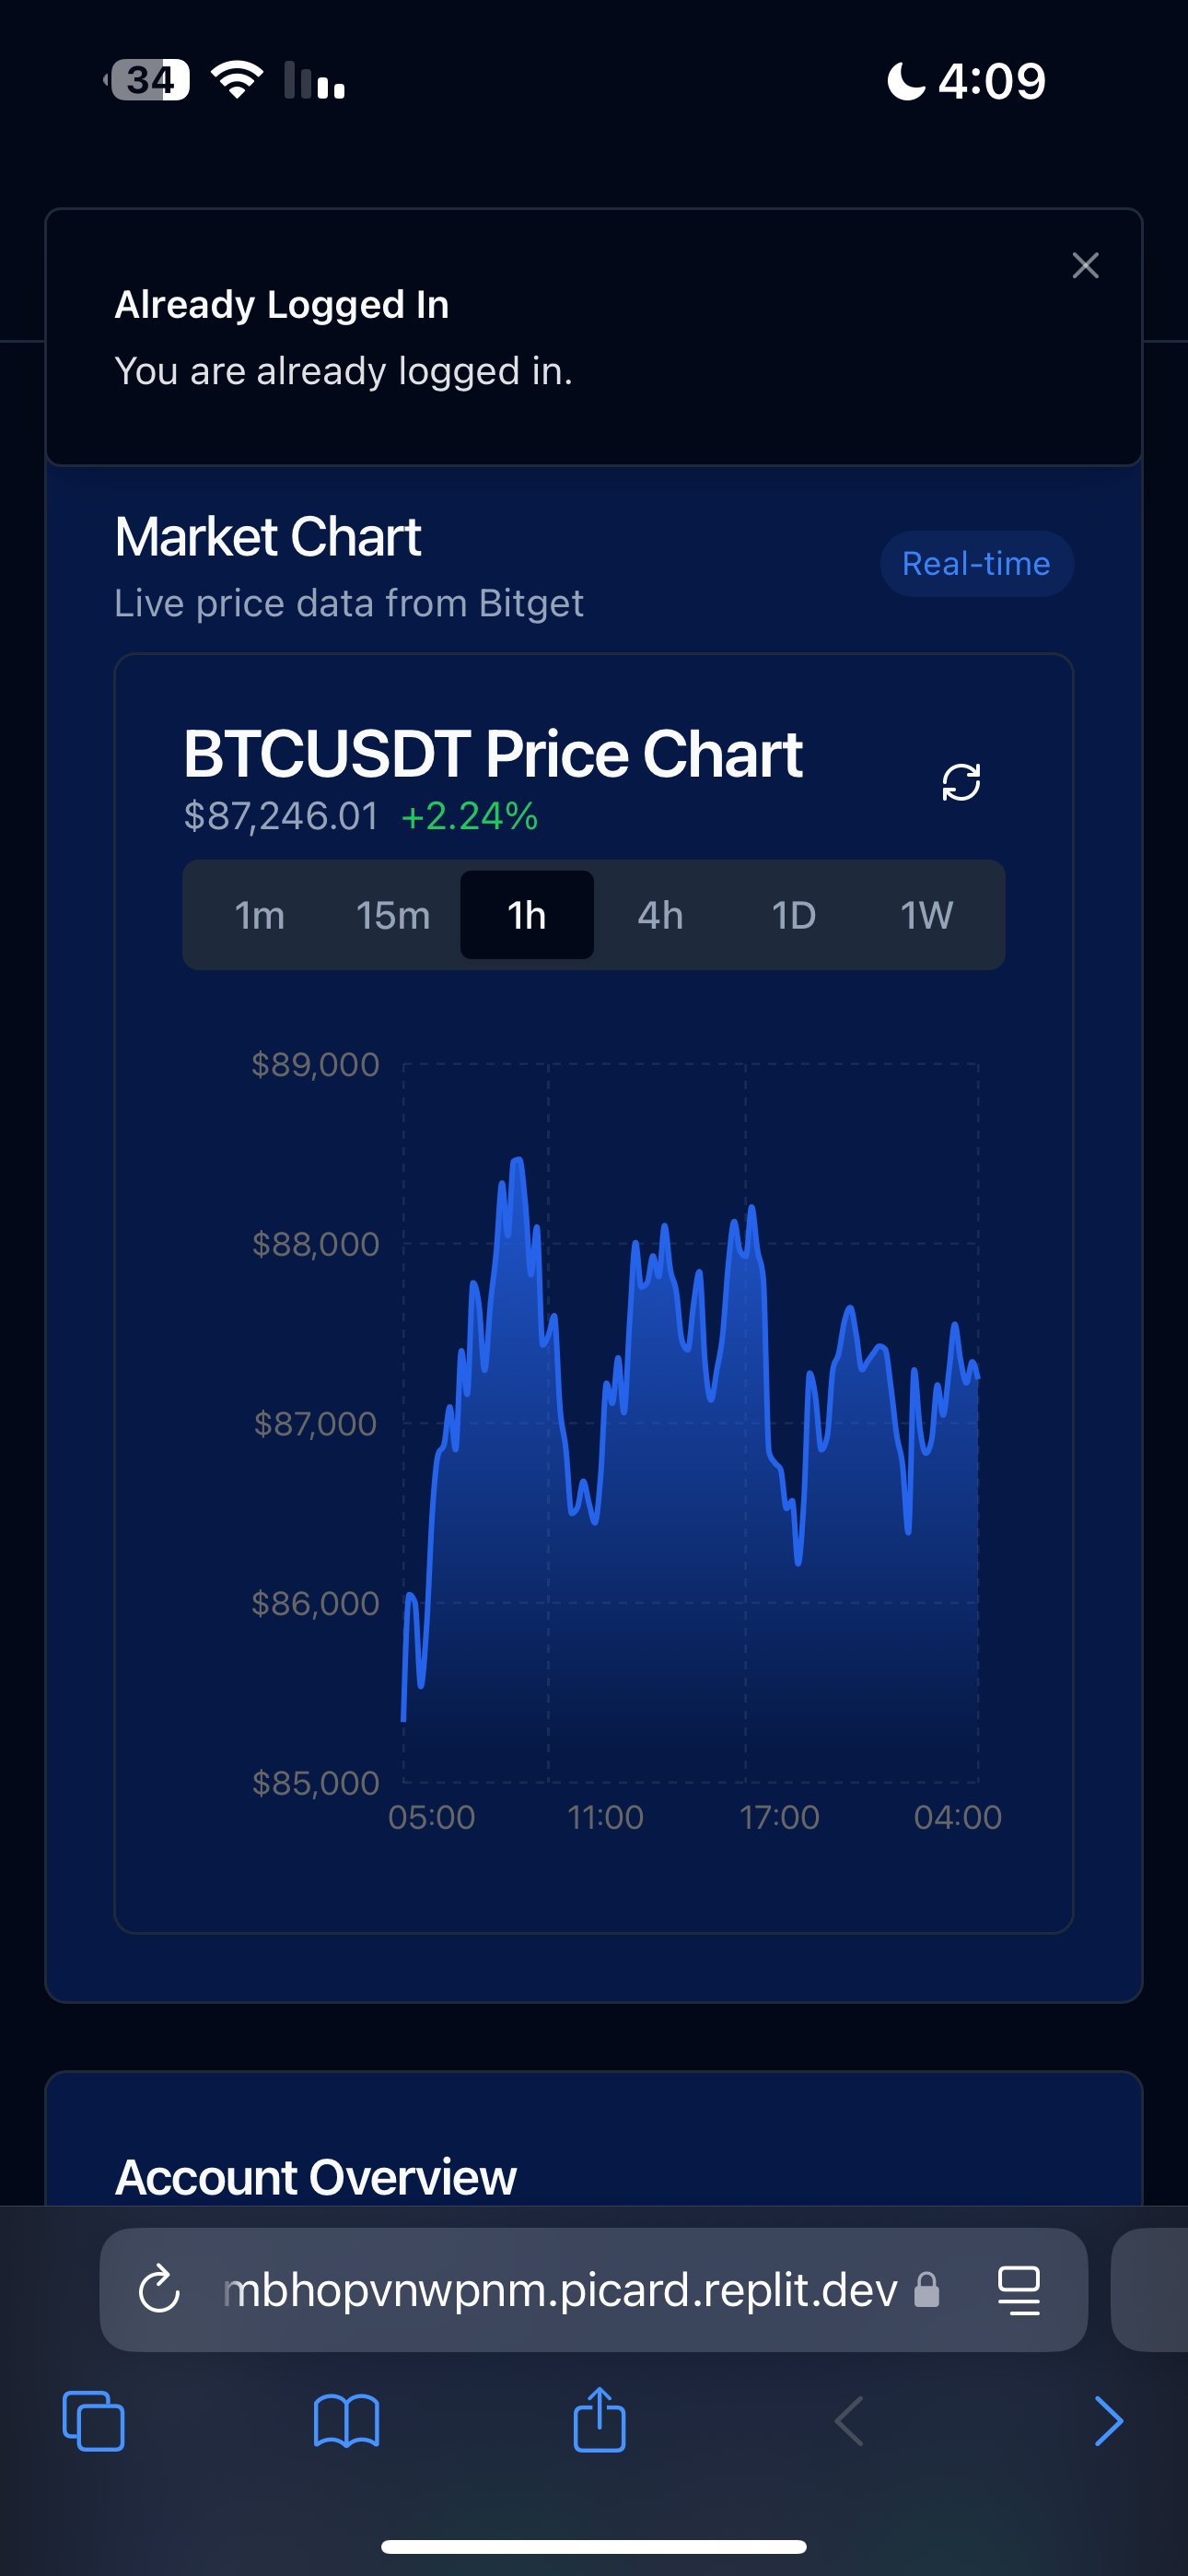 34
4:09
Already Logged In
You are already logged in.
Market Chart
Live price data from Bitget
Real-time
BTCUSDT Price Chart
$87,246.01 +2.24%
1m 15m 1h 4h 1D 1W
$89,000
$88,000
$87,000
$86,000
$85,000
05:00 11:00 17:00 04:00
Account Overview
mbhopvnwpnm.picard.replit.dev